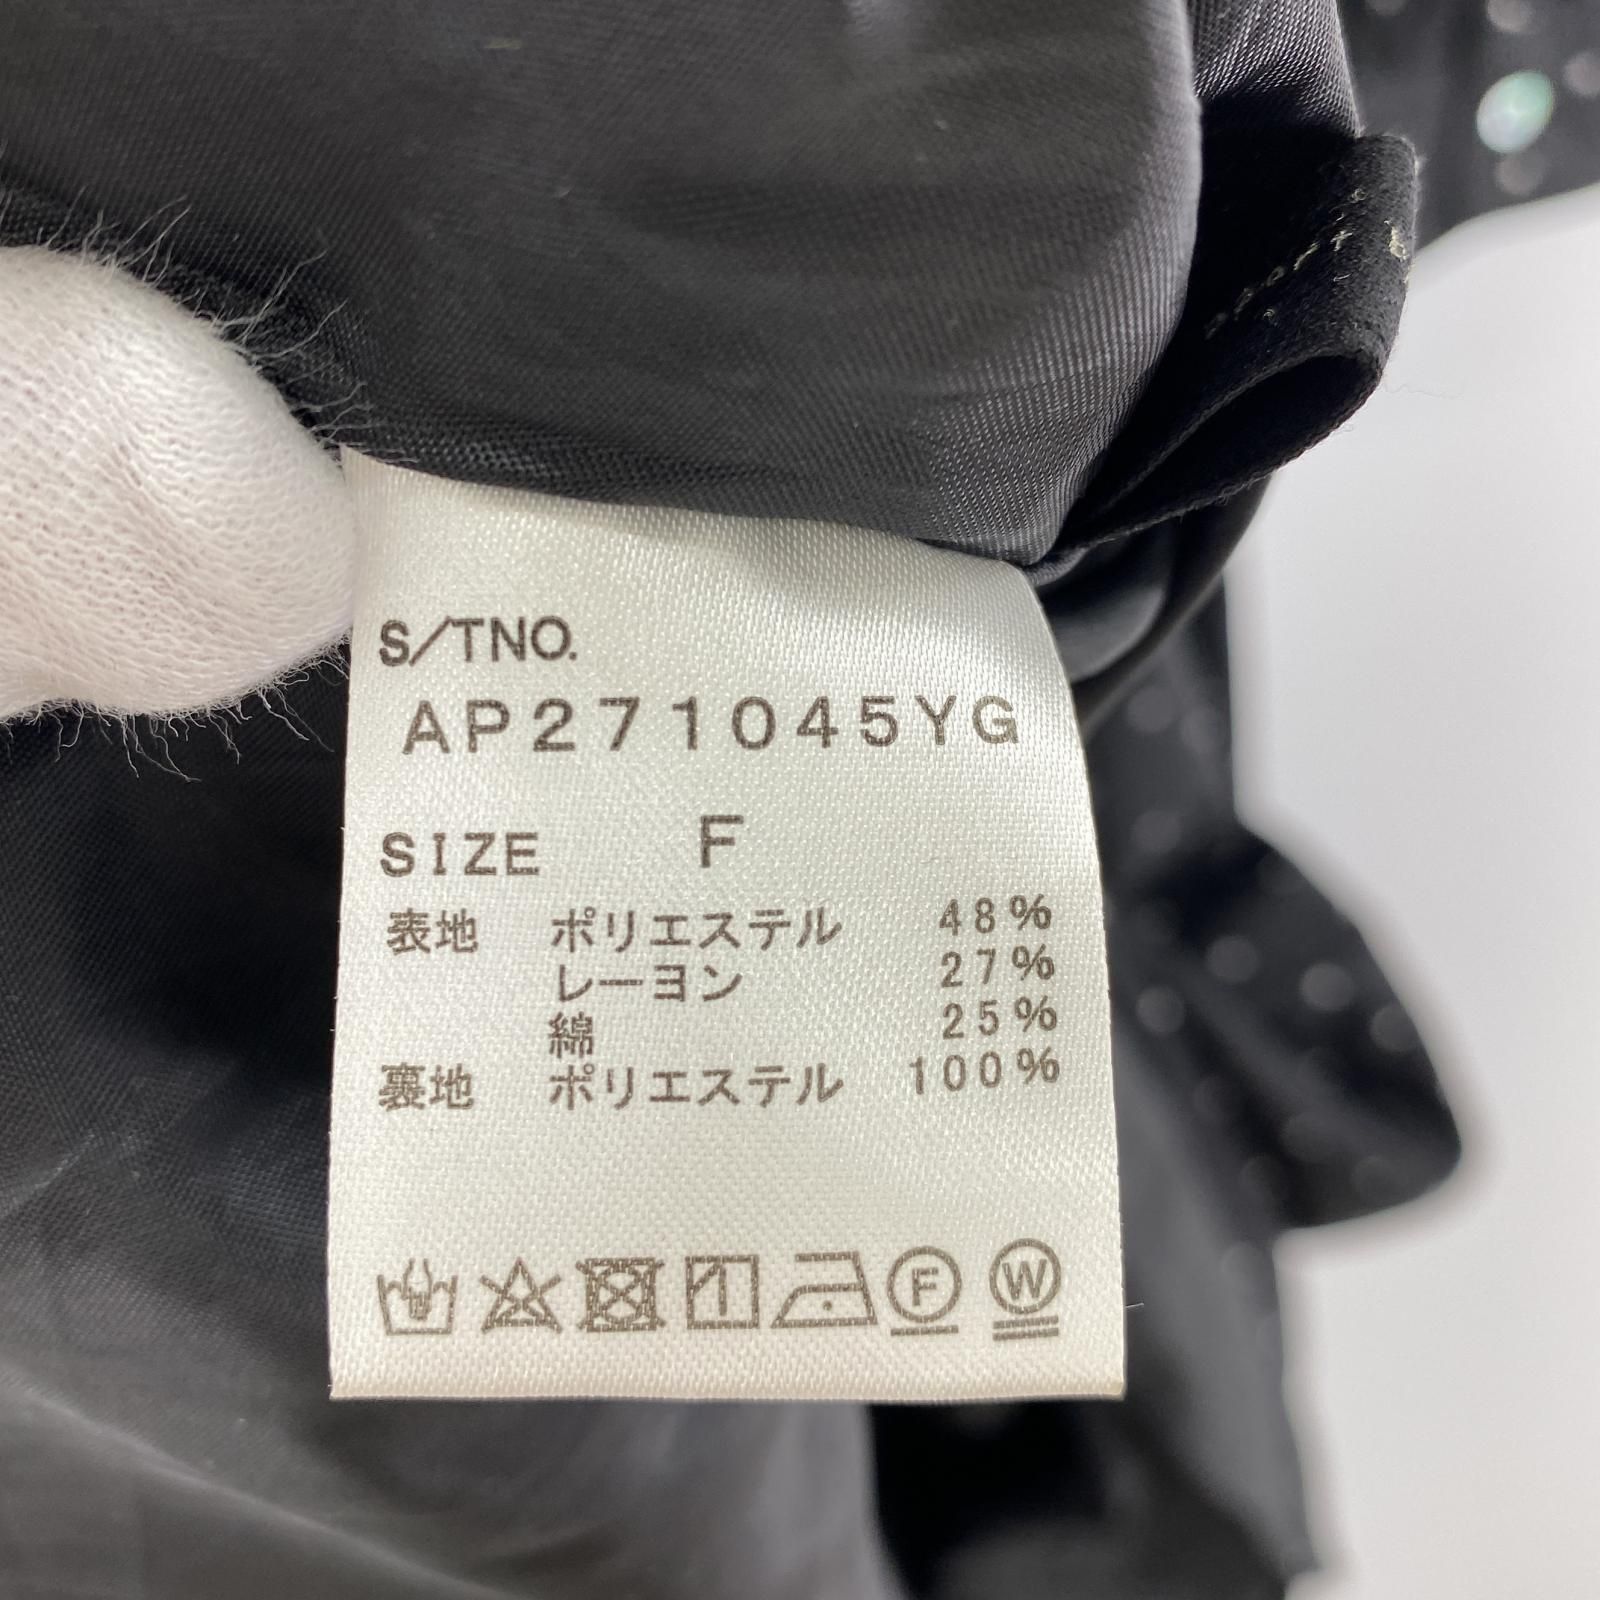 S/TNO.
AP271045YG
SIZE F
表地 ポリエステル 48%
レーヨン 27%
綿 25%
裏地 ポリエステル 100%
F W